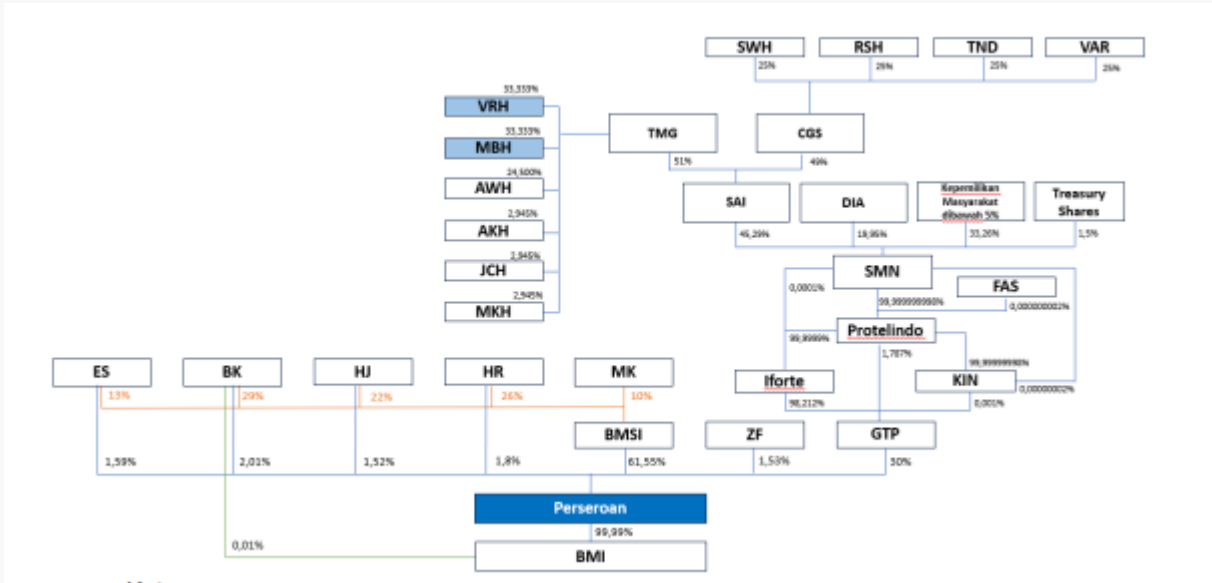 SWH RSH TND VAR
25% 25% 25% 25%
33,333%
VRH
33,333%
MBH
TMG CGS
24,500%
AWH
51% 49%
2,945%
AKH
SAI DIA Kepemilikan Masyarakat dibawah 5% Treasury Shares
45,29% 19,95% 33,26% 1,5%
2,945%
JCH
SMN
2,945%
MKH
0,0001%
99,999999998%
FAS
0,000000002%
Protelindo
99,9999%
1,787%
99,99999998%
ES BK HJ HR MK
Iforte KIN
0,00000002%
13% 29% 22% 26% 10%
98,212% 0,001%
BMSI ZF GTP
1,59% 2,01% 1,52% 1,8% 61,55% 1,53% 30%
Perseroan
99,99%
0,01%
BMI